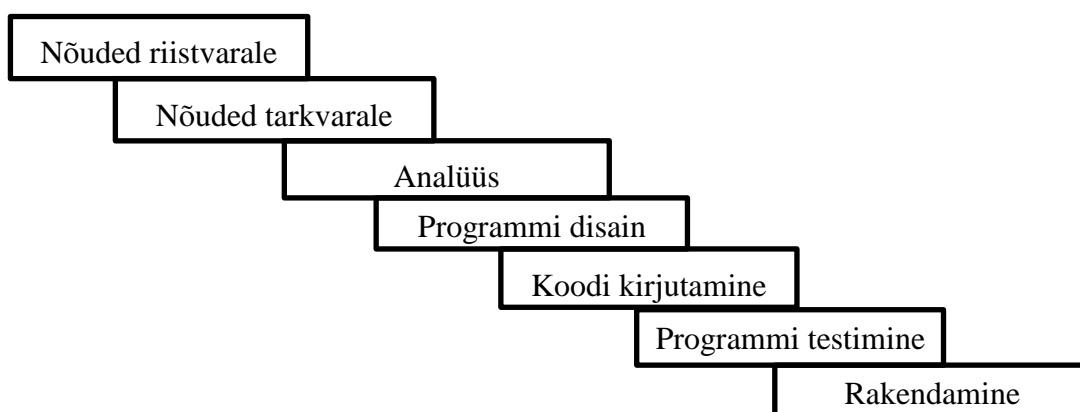 Nõuded riistvarale
Nõuded tarkvarale
Analüüs
Programmi disain
Koodi kirjutamine
Programmi testimine
Rakendamine